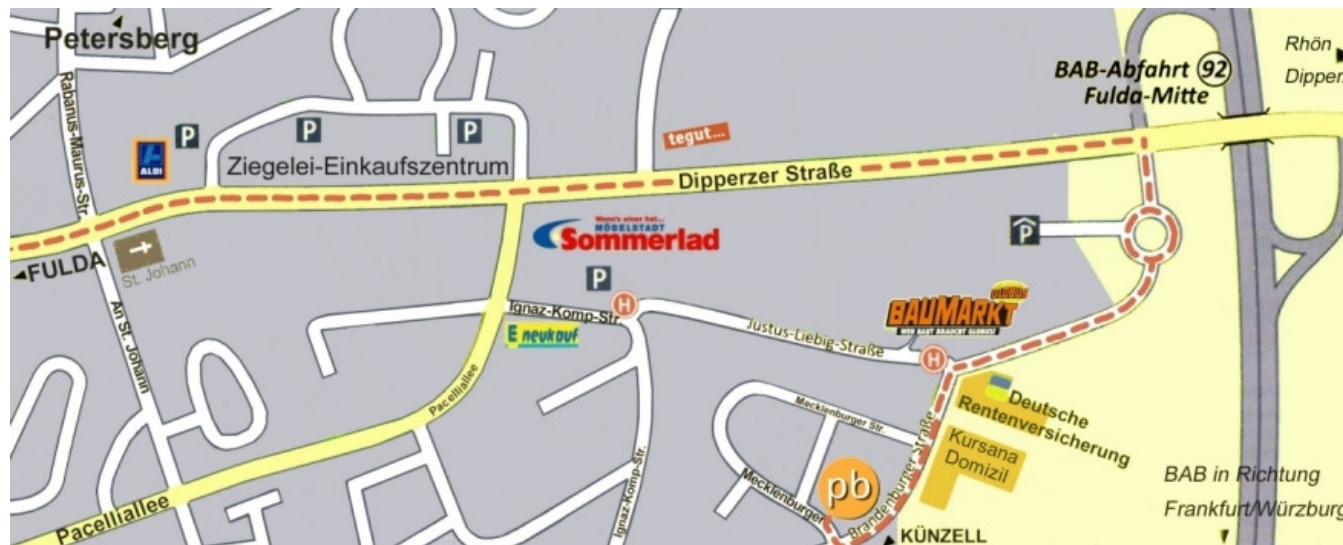 Petersberg
Rabanus-Maurus-Str.
P
P
P
A
ALDI
Ziegelei-Einkaufszentrum
tegut...
BAB-Abfahrt 92
Fulda-Mitte
Rhön
Dipper
Dipperzer Straße
St. Johann
FULDA
An St. Johann
Wenn's einer hat...
MÖBELSTADT
Sommerlad
P
P
Ignaz-Komp-Str.
H
E neukauf
Justus-Liebig-Straße
GLOBUS
BAUMARKT
WER BAUT BRAUCHT GLOBUS!
H
Pacelliallee
Pacelliallee
Mecklenburger Str.
Mecklenburger
Brandenburger Straße
Deutsche
Rentenversicherung
Kursana
Domizil
pb
Ignaz-Komp-Str.
KÜNZELL
BAB in Richtung
Frankfurt/Würzburg